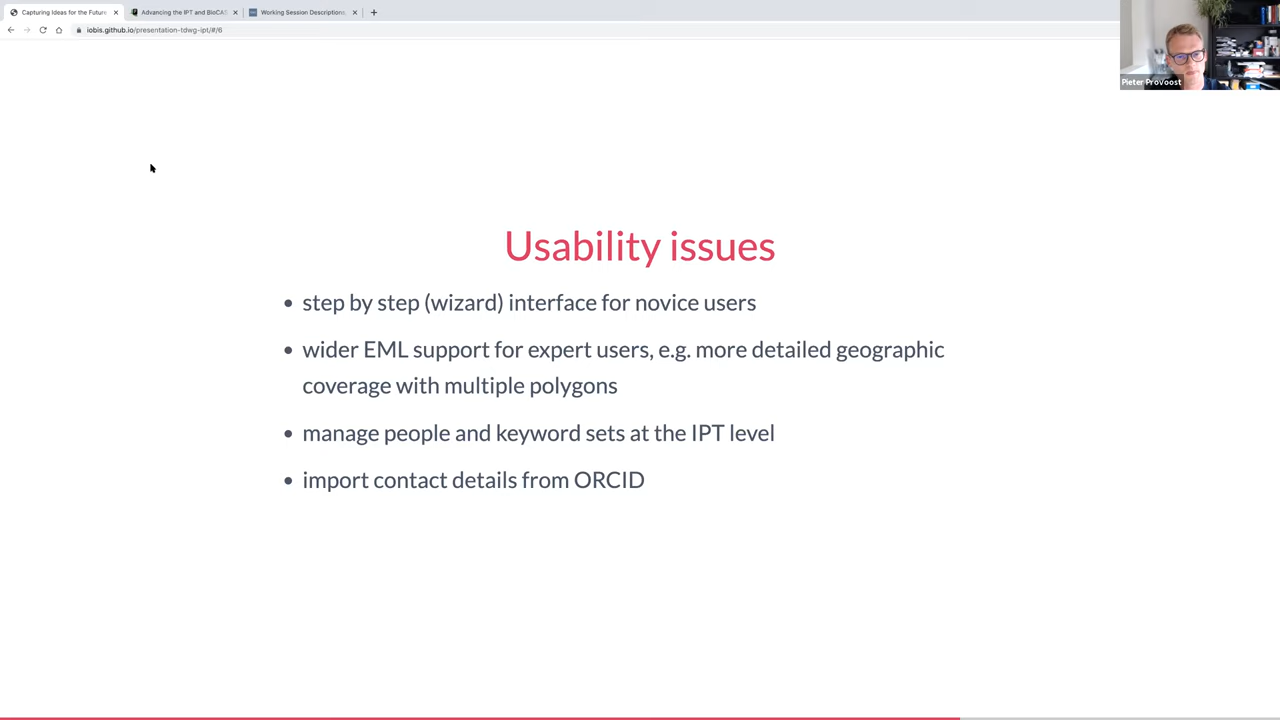 Capturing Ideas for the Future
Advancing the IPT and BioCAS
Working Session Descriptions
iobis.github.io/presentation-tdwg-ipt/#/6
Pieter Provoost
Usability issues
• step by step (wizard) interface for novice users
• wider EML support for expert users, e.g. more detailed geographic
coverage with multiple polygons
• manage people and keyword sets at the IPT level
• import contact details from ORCID